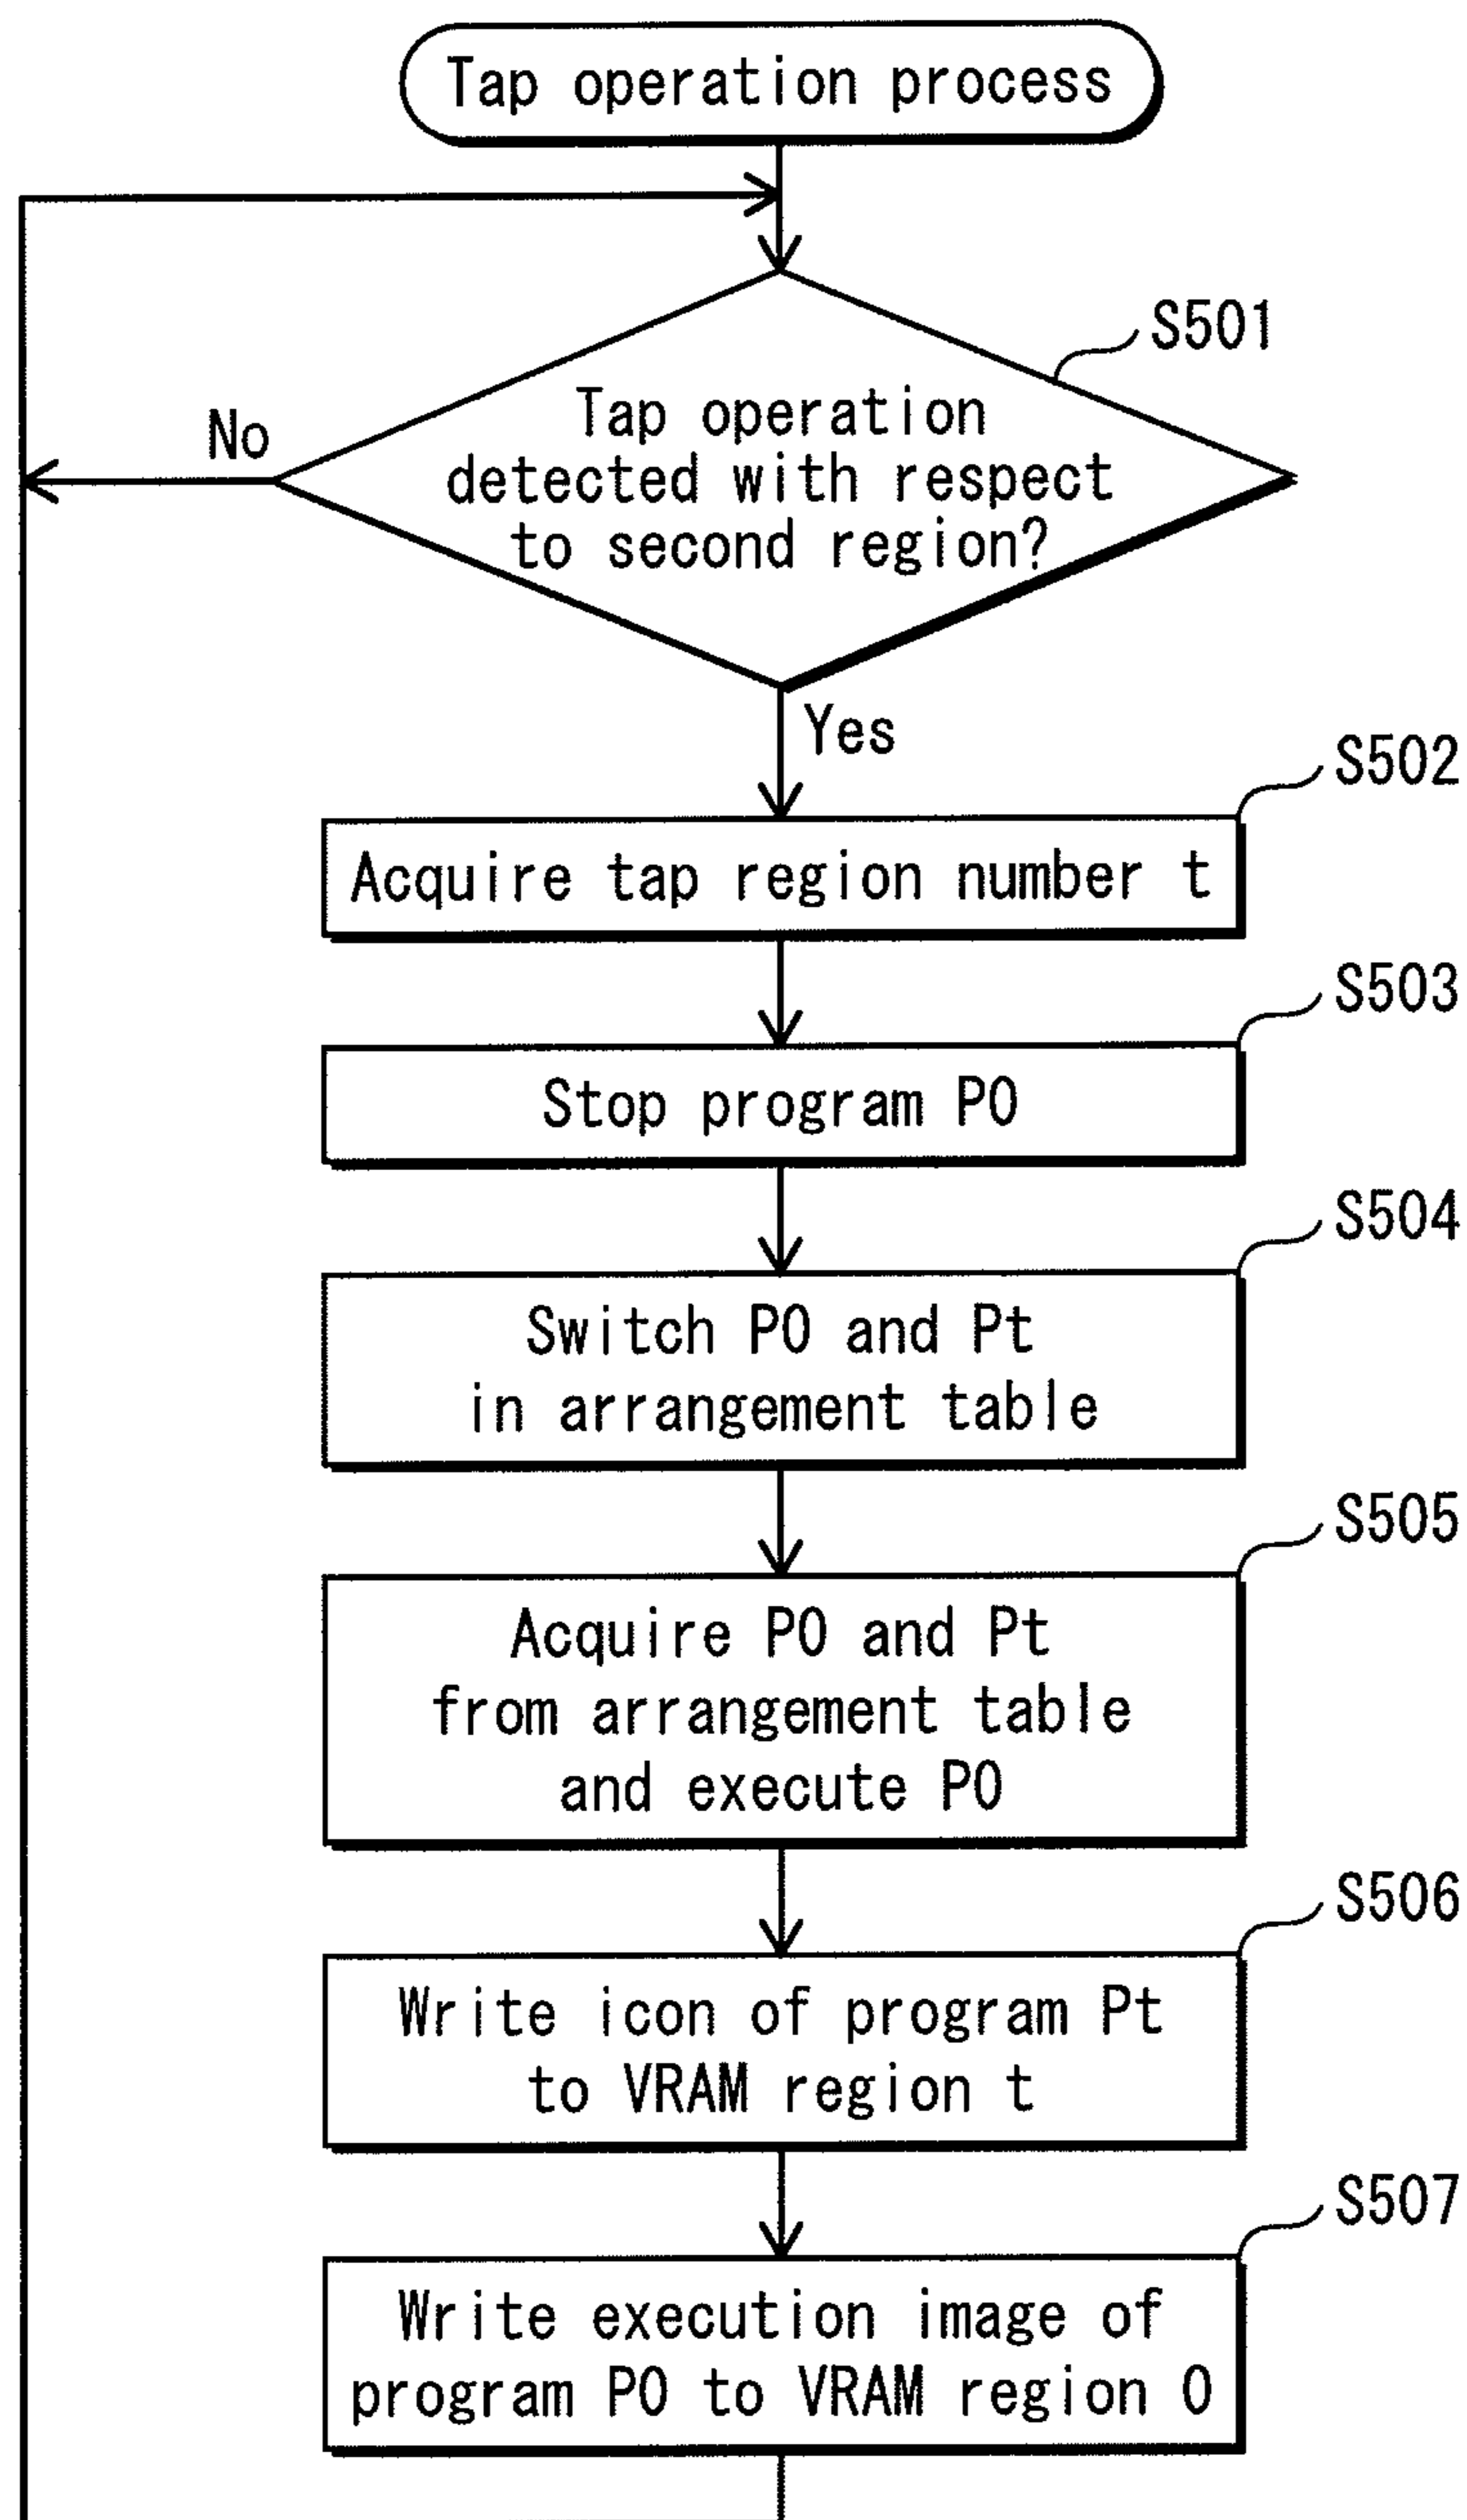 Tap operation process
S501
Tap operation
detected with respect
to second region?
No
Yes
S502
Acquire tap region number t
S503
Stop program P0
S504
Switch P0 and Pt
in arrangement table
S505
Acquire P0 and Pt
from arrangement table
and execute P0
S506
Write icon of program Pt
to VRAM region t
S507
Write execution image of
program P0 to VRAM region 0